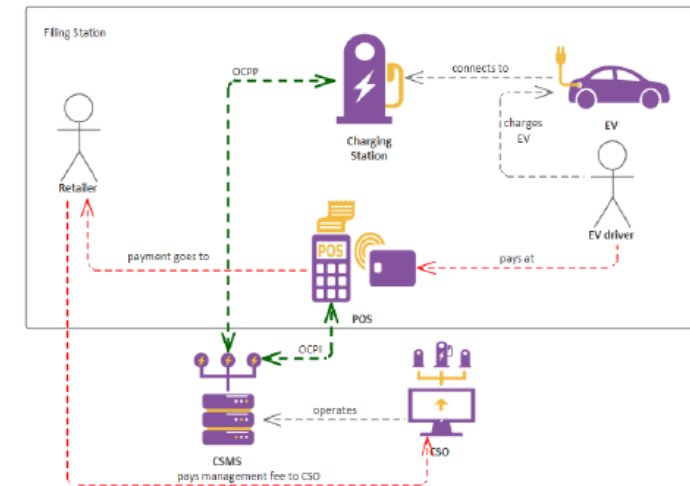 Filling Station
OCPP
connects to
Charging
Station
EV
charges
EV
Retailer
EV driver
payment goes to
POS
pays at
POS
OCPI
operates
CSMS
CSO
pays management fee to CSO